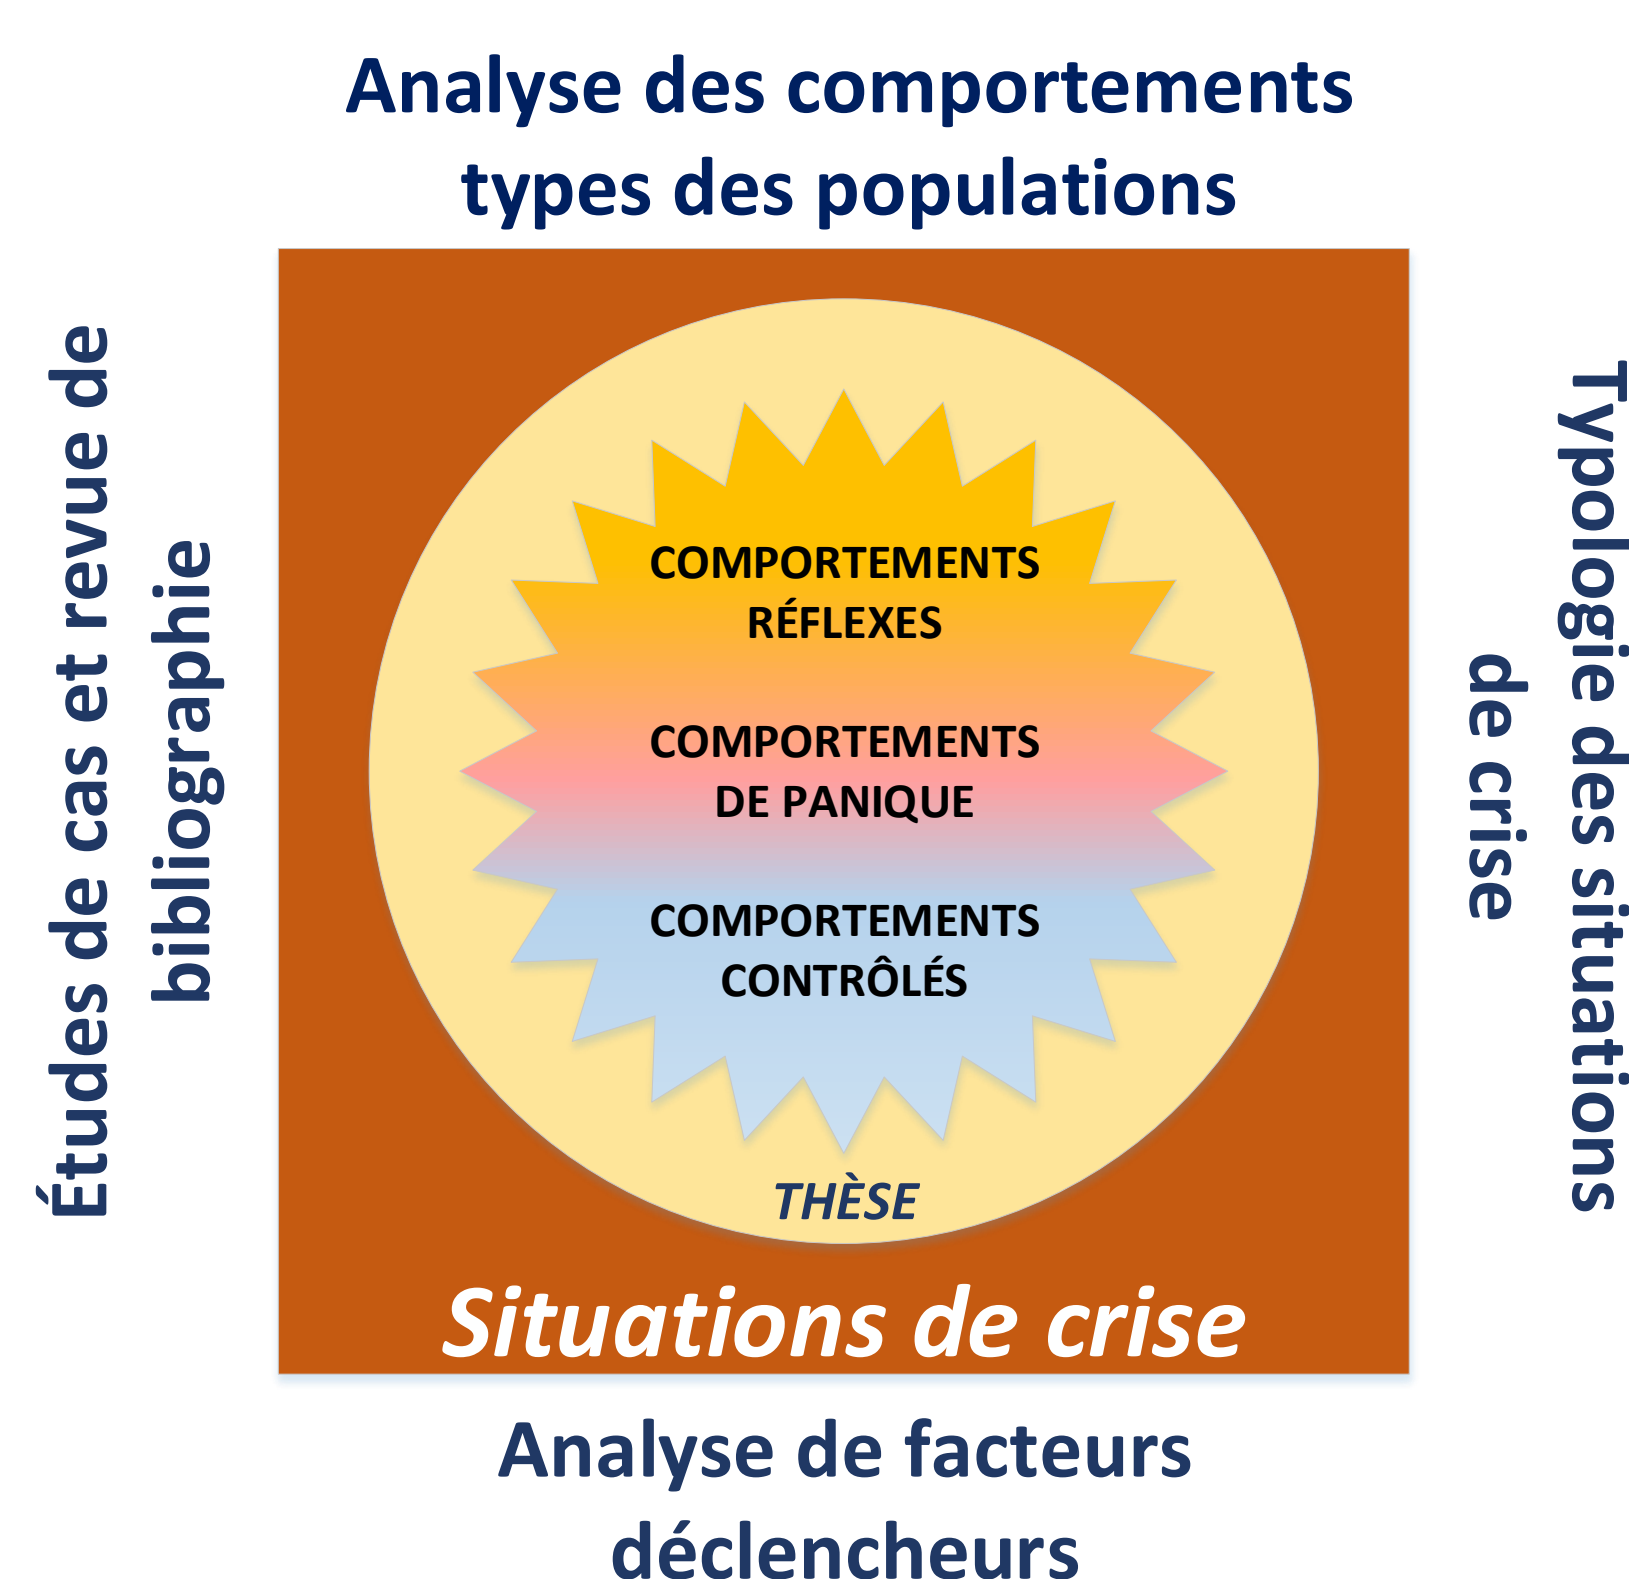 Analyse des comportements
types des populations
Études de cas et revue de
bibliographie
COMPORTEMENTS
RÉFLEXES
COMPORTEMENTS
DE PANIQUE
COMPORTEMENTS
CONTRÔLÉS
THÈSE
Situations de crise
Typologie des situations
de crise
Analyse de facteurs
déclencheurs